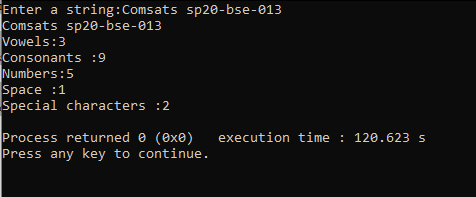 Enter a string:Comsats sp20-bse-013
Comsats sp20-bse-013
Vowels:3
Consonants :9
Numbers:5
Space :1
Special characters :2
Process returned 0 (0x0)   execution time : 120.623 s
Press any key to continue.